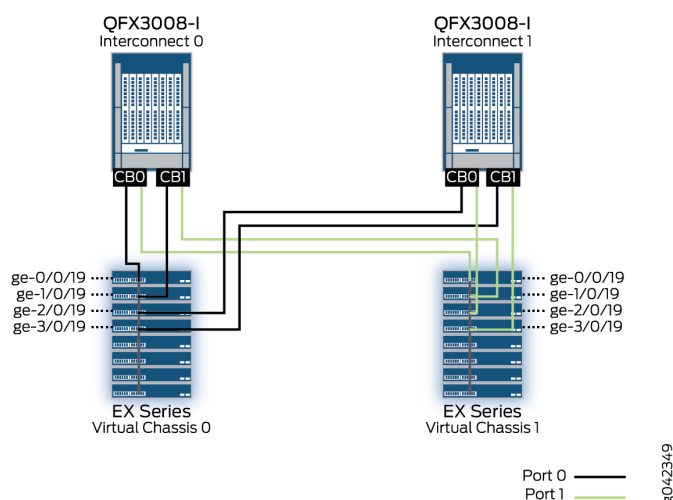 QFX3008-I
Interconnect 0
QFX3008-I
Interconnect 1
CB0
CB1
CB0
CB1
ge-0/0/19
ge-1/0/19
ge-2/0/19
ge-3/0/19
ge-0/0/19
ge-1/0/19
ge-2/0/19
ge-3/0/19
EX Series
Virtual Chassis 0
EX Series
Virtual Chassis 1
Port 0
Port 1
g042349